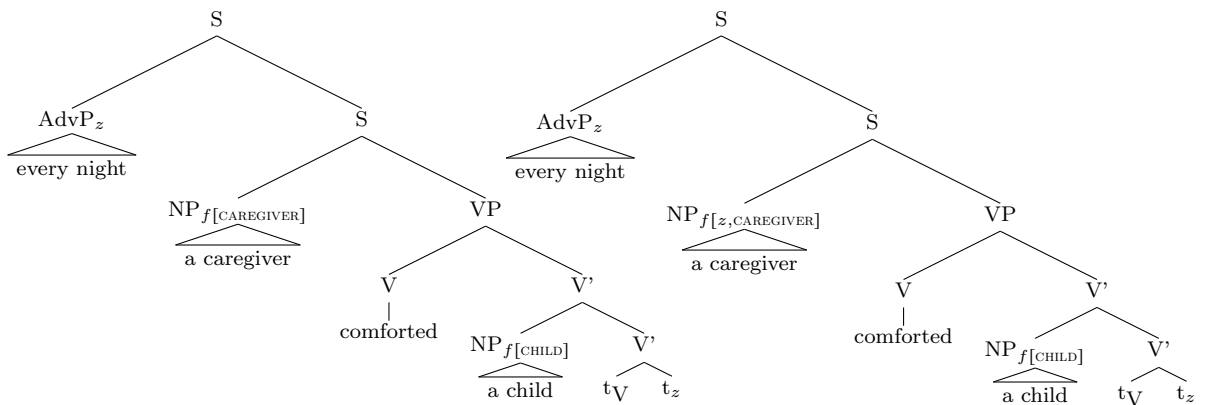 S S
AdvP_z S AdvP_z S
every night every night
NP_f[CAREGIVER] VP NP_f[z,CAREGIVER] VP
a caregiver a caregiver
V V' V V'
comforted comforted
NP_f[CHILD] V' NP_f[CHILD] V'
a child t_V t_z a child t_V t_z